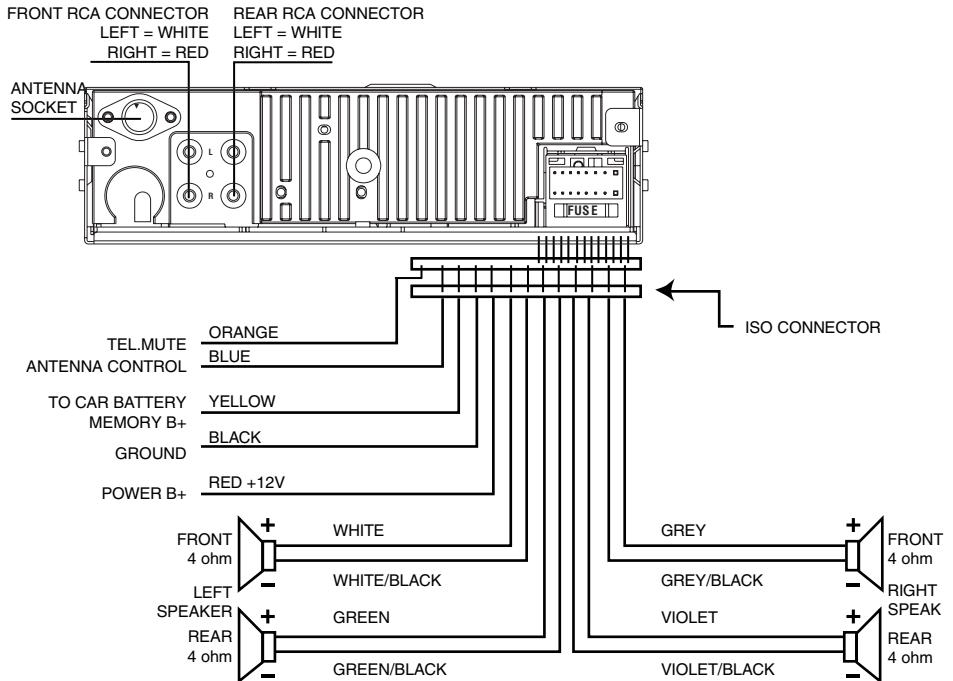 FRONT RCA CONNECTOR
LEFT = WHITE
RIGHT = RED
REAR RCA CONNECTOR
LEFT = WHITE
RIGHT = RED
ANTENNA
SOCKET
L
R
FUSE
ISO CONNECTOR
TEL.MUTE
ORANGE
ANTENNA CONTROL
BLUE
TO CAR BATTERY
MEMORY B+
YELLOW
GROUND
BLACK
POWER B+
RED +12V
FRONT
4 ohm
+
WHITE
−
WHITE/BLACK
GREY
+
FRONT
4 ohm
GREY/BLACK
−
LEFT
SPEAKER
RIGHT
SPEAK
REAR
4 ohm
+
GREEN
−
GREEN/BLACK
VIOLET
+
REAR
4 ohm
VIOLET/BLACK
−